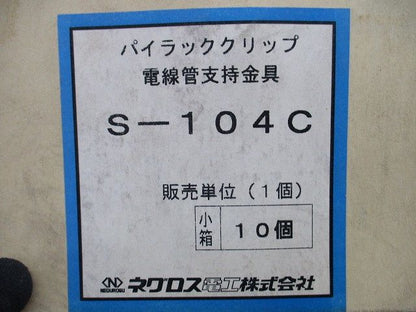 パイラッククリップ
電線管支持金具
S－104C
販売単位（1個）
小箱 10個
NEGUROSU ネグロス電工株式会社